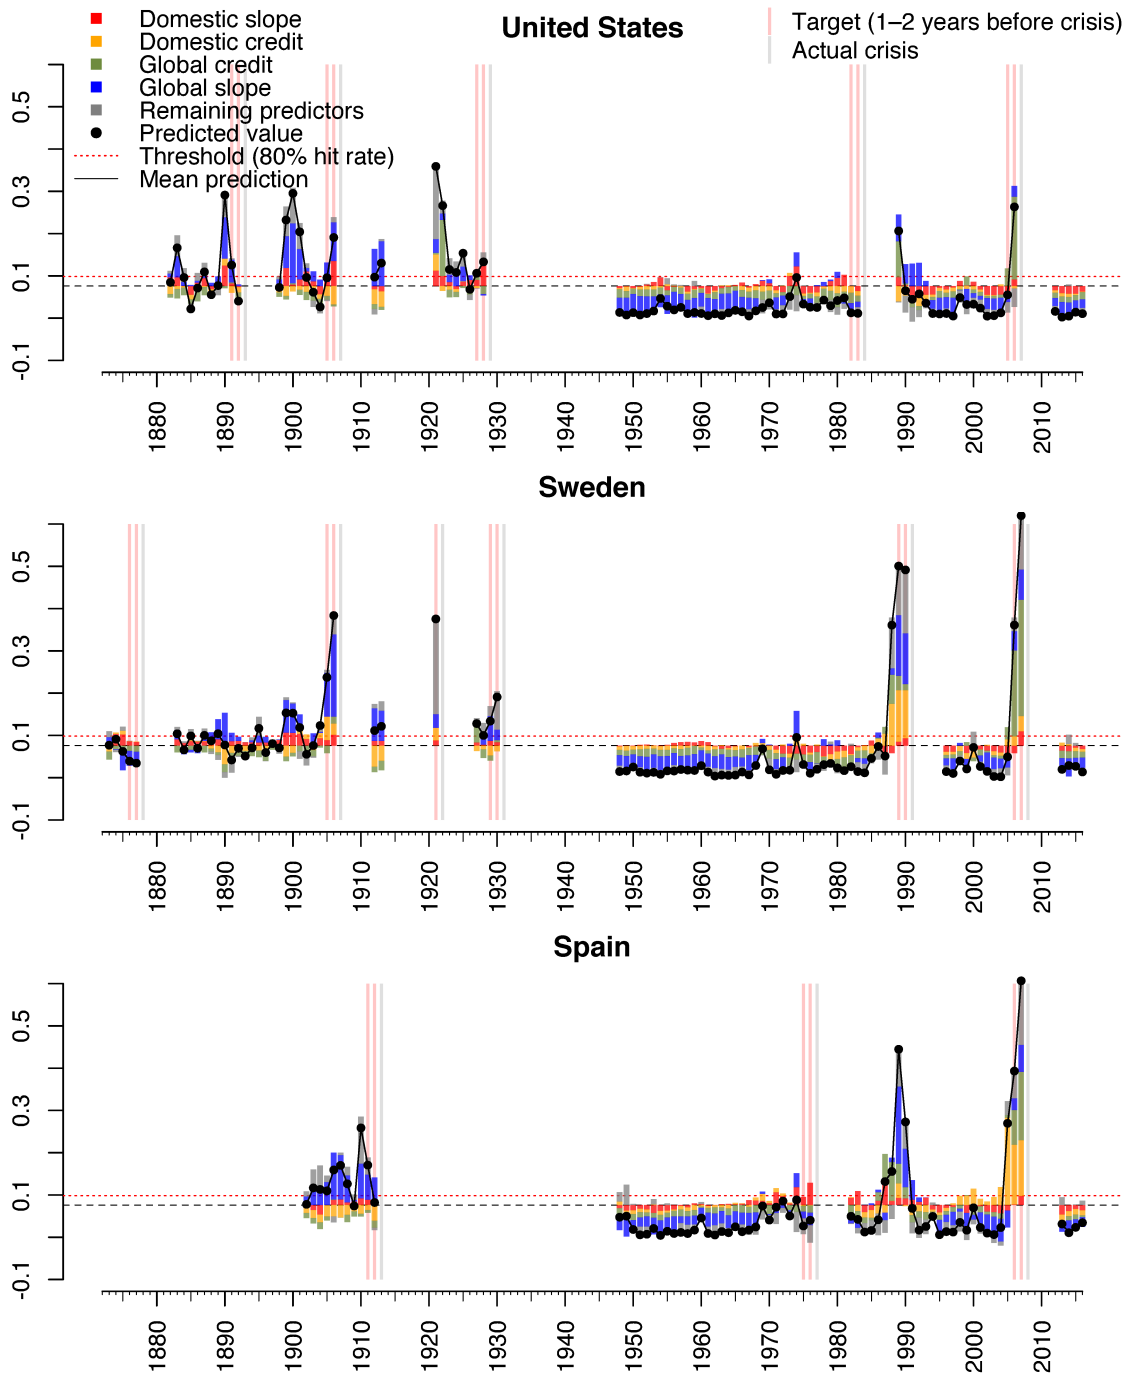 United States
Domestic slope
Domestic credit
Global credit
Global slope
Remaining predictors
Predicted value
Threshold (80% hit rate)
Mean prediction
Target (1–2 years before crisis)
Actual crisis
0.5
0.3
0.1
-0.1
1880 1890 1900 1910 1920 1930 1940 1950 1960 1970 1980 1990 2000 2010
Sweden
0.5
0.3
0.1
-0.1
1880 1890 1900 1910 1920 1930 1940 1950 1960 1970 1980 1990 2000 2010
Spain
0.5
0.3
0.1
-0.1
1880 1890 1900 1910 1920 1930 1940 1950 1960 1970 1980 1990 2000 2010